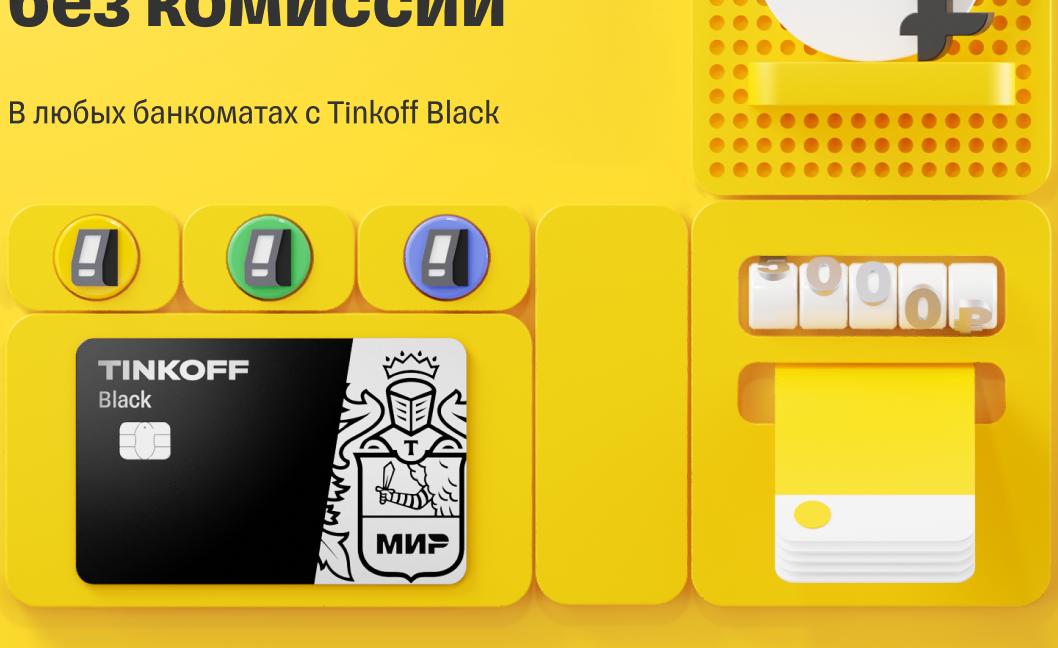 без комиссии
В любых банкоматах с Tinkoff Black
5000₽
TINKOFF
Black
Т
МИР